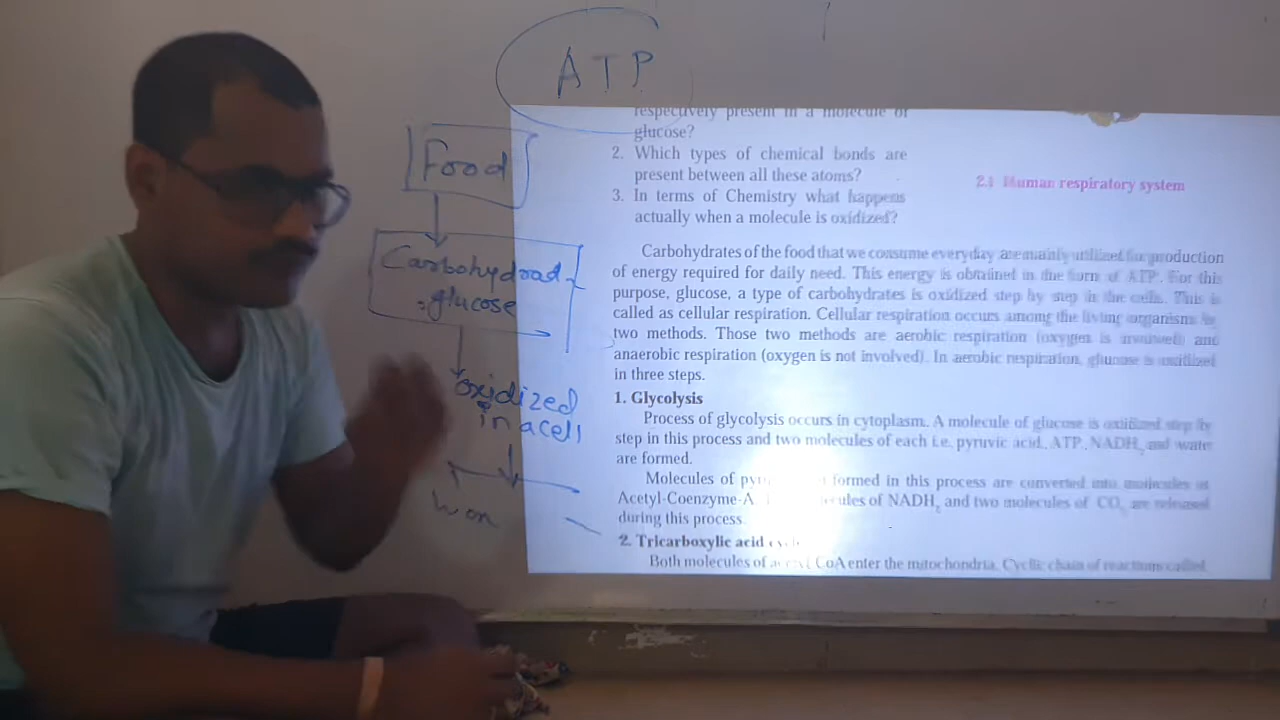 ATP
Food
Carbohydrad
:glucose
oxidized
in a cell
respectively present in a molecule of
glucose?
2. Which types of chemical bonds are
present between all these atoms?
3. In terms of Chemistry what happens
actually when a molecule is oxidized?
2.1 Human respiratory system
Carbohydrates of the food that we consume everyday are mainly utilized for production
of energy required for daily need. This energy is obtained in the form of ATP. For this
purpose, glucose, a type of carbohydrates is oxidized step by step in the cells. This is
called as cellular respiration. Cellular respiration occurs among the living organisms by
two methods. Those two methods are aerobic respiration (oxygen is involved) and
anaerobic respiration (oxygen is not involved). In aerobic respiration, glucose is oxidized
in three steps.
1. Glycolysis
Process of glycolysis occurs in cytoplasm. A molecule of glucose is oxidized step by
step in this process and two molecules of each i.e. pyruvic acid, ATP, NADH₂ and water
are formed.
Molecules of formed in this process are converted into molecules of
Acetyl-Coenzyme-A. of NADH₂ and two molecules of CO₂ are released
during this process.
2. Tricarboxylic acid cycle
Both molecules of CoA enter the mitochondria. Cyclic chain of reactions called